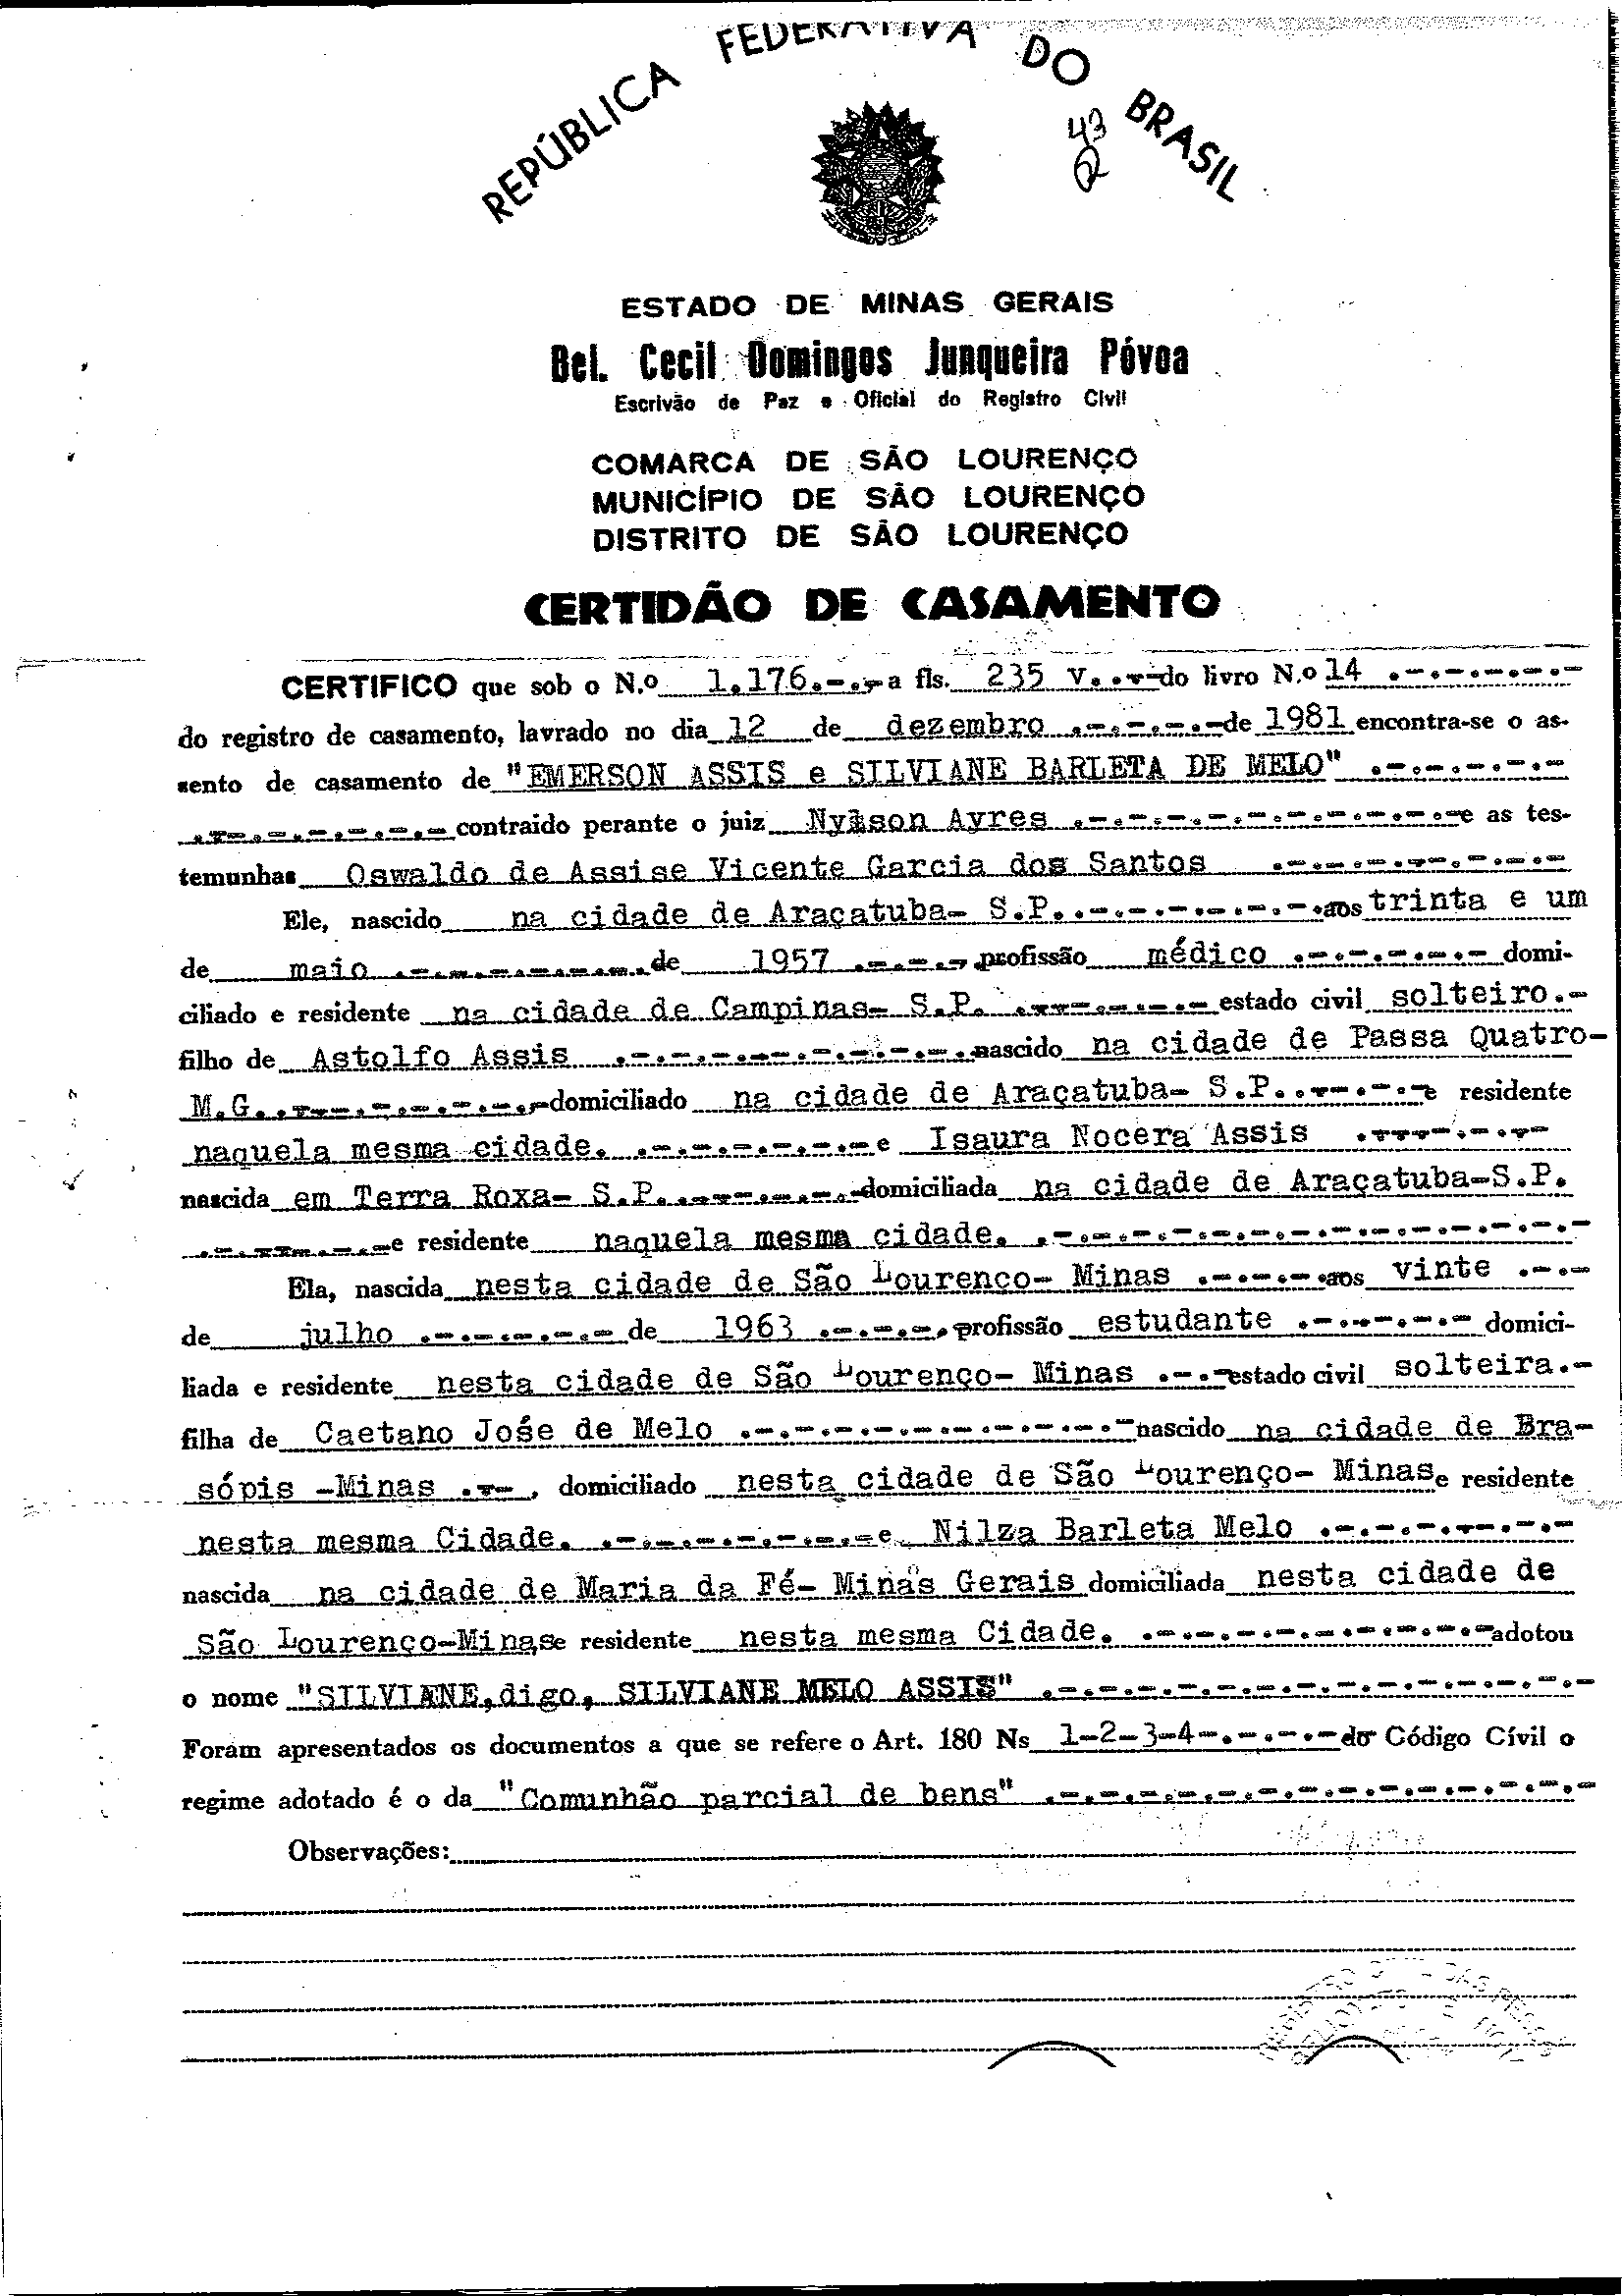 REPÚBLICA FEDERATIVA DO BRASIL
43
ESTADO DE MINAS GERAIS
Bel. Cecil Domingos Junqueira Póvoa
Escrivão de Paz e Oficial do Registro Civil
COMARCA DE SÃO LOURENÇO
MUNICÍPIO DE SÃO LOURENÇO
DISTRITO DE SÃO LOURENÇO
CERTIDÃO DE CASAMENTO
CERTIFICO que sob o N.o 1.176.-.-a fls. 235 V. .-do livro N.o 14 .-.-.-.-.-
do registro de casamento, lavrado no dia 12 de dezembro .-.-.-.-de 1981 encontra-se o as-
sento de casamento de "EMERSON ASSIS e SILVIANE BARLETA DE MELO" .-.-.-.-.-
.-.-.-.-.-.-contraido perante o juiz Nylson Ayres .-.-.-.-.-.-.-.-.-.-e as tes-
temunhas Oswaldo de Assise Vicente Garcia dos Santos .-.-.-.-.-.-.-
Ele, nascido na cidade de Araçatuba- S.P..-.-.-.-.-.-.aos trinta e um
de maio .-.-.-.-.-.-.de 1957 .-.-.-,profissão médico .-.-.-.-.- domi-
ciliado e residente na cidade de Campinas- S.P. .-.-.-.-.-estado civil solteiro.-
filho de Astolfo Assis .-.-.-.-.-.-.-.-.-.nascido na cidade de Passa Quatro-
M.G..-.-.-.-.-.-.-domiciliado na cidade de Araçatuba- S.P..-.-.-.-e residente
naquela mesma cidade. .-.-.-.-.-.-e Isaura Nocera Assis .-.-.-.-.-
nascida em Terra Roxa- S.P..-.-.-.-.-domiciliada na cidade de Araçatuba-S.P.
.-.-.-.-.-e residente naquela mesma cidade. .-.-.-.-.-.-.-.-.-.-.-.-.-.-
Ela, nascida nesta cidade de São Lourenço- Minas .-.-.-.-.aos vinte .-.-
de julho .-.-.-.-.-de 1963 .-.-.-.profissão estudante .-.-.-.-.- domici-
liada e residente nesta cidade de São Lourenço- Minas .-.-estado civil solteira.-
filha de Caetano José de Melo .-.-.-.-.-.-.-.-.-.-nascido na cidade de Bra-
sópis -Minas .-.- , domiciliado nesta cidade de São Lourenço- Minase residente
nesta mesma Cidade. .-.-.-.-.-.-.-e Nilza Barleta Melo .-.-.-.-.-.-.-
nascida na cidade de Maria da Fé- Minas Gerais domiciliada nesta cidade de
São Lourenço-Minase residente nesta mesma Cidade. .-.-.-.-.-.-.-.-.-adotou
o nome "SILVIENE,digo, SILVIANE MELO ASSIS" .-.-.-.-.-.-.-.-.-.-.-.-.-.-
Foram apresentados os documentos a que se refere o Art. 180 Ns 1-2-3-4-.-.-.-do Código Cívil o
regime adotado é o da "Comunhão parcial de bens" .-.-.-.-.-.-.-.-.-.-.-.-.-.-
Observações: